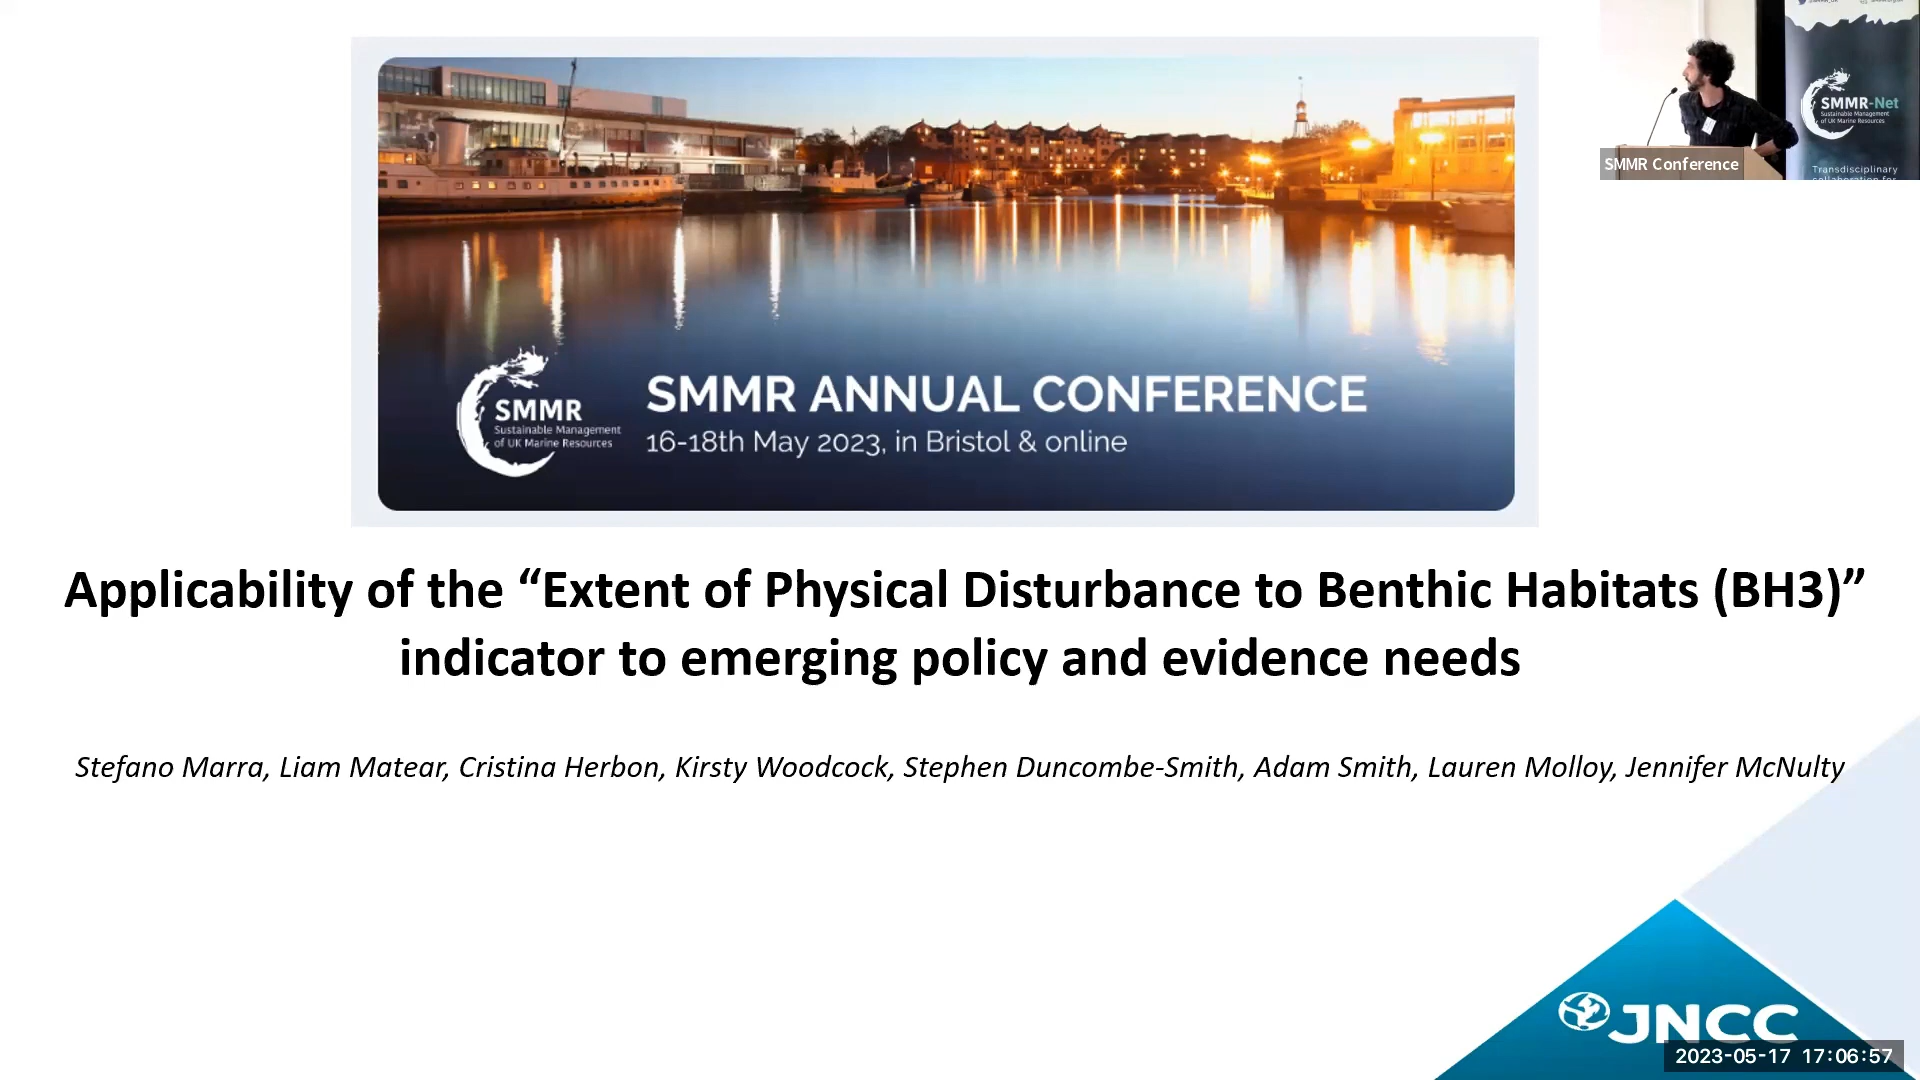 SMMR-Net
Sustainable Management
of UK Marine Resources
SMMR Conference
Transdisciplinary
collaboration for
SMMR
Sustainable Management
of UK Marine Resources
SMMR ANNUAL CONFERENCE
16-18th May 2023, in Bristol & online
Applicability of the “Extent of Physical Disturbance to Benthic Habitats (BH3)”
indicator to emerging policy and evidence needs
Stefano Marra, Liam Matear, Cristina Herbon, Kirsty Woodcock, Stephen Duncombe-Smith, Adam Smith, Lauren Molloy, Jennifer McNulty
JNCC
2023-05-17 17:06:57